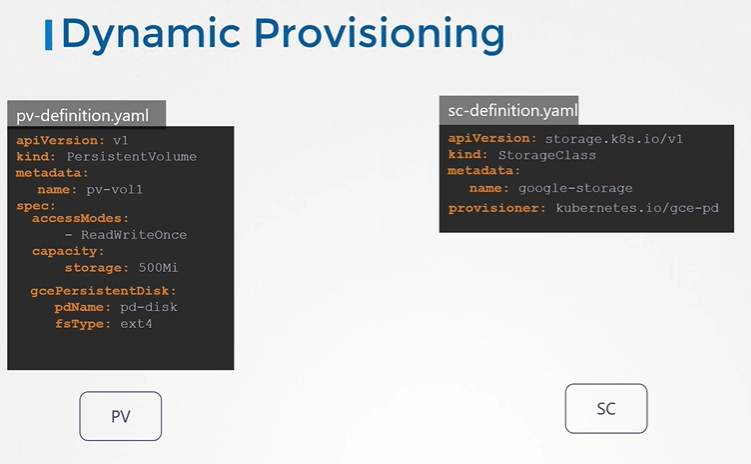 Dynamic Provisioning
pv-definition.yaml
apiVersion: v1
kind: PersistentVolume
metadata:
name: pv-vol1
spec:
accessModes:
- ReadWriteOnce
capacity:
storage: 500Mi
gcePersistentDisk:
pdName: pd-disk
fsType: ext4
PV
sc-definition.yaml
apiVersion: storage.k8s.io/v1
kind: StorageClass
metadata:
name: google-storage
provisioner: kubernetes.io/gce-pd
SC